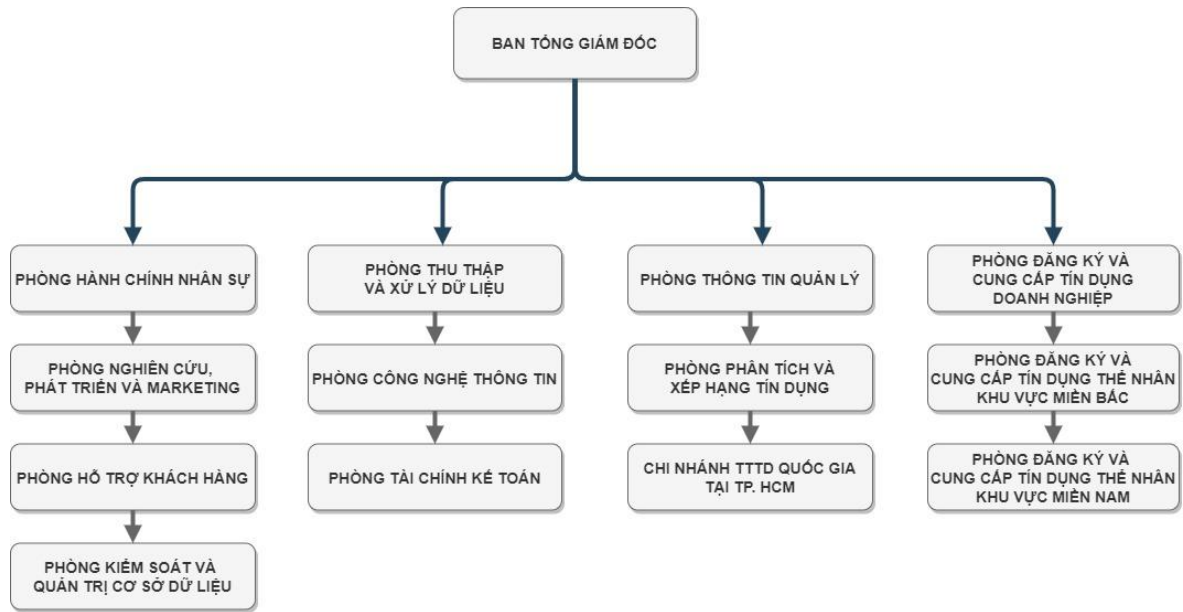 BAN TỔNG GIÁM ĐỐC
PHÒNG HÀNH CHÍNH NHÂN SỰ
PHÒNG THU THẬP
VÀ XỬ LÝ DỮ LIỆU
PHÒNG THÔNG TIN QUẢN LÝ
PHÒNG ĐĂNG KÝ VÀ
CUNG CẤP TÍN DỤNG
DOANH NGHIỆP
PHÒNG NGHIÊN CỨU,
PHÁT TRIỂN VÀ MARKETING
PHÒNG CÔNG NGHỆ THÔNG TIN
PHÒNG PHÂN TÍCH VÀ
XẾP HẠNG TÍN DỤNG
PHÒNG ĐĂNG KÝ VÀ
CUNG CẤP TÍN DỤNG THỂ NHÂN
KHU VỰC MIỀN BẮC
PHÒNG HỖ TRỢ KHÁCH HÀNG
PHÒNG TÀI CHÍNH KẾ TOÁN
CHI NHÁNH TTTD QUỐC GIA
TẠI TP. HCM
PHÒNG ĐĂNG KÝ VÀ
CUNG CẤP TÍN DỤNG THỂ NHÂN
KHU VỰC MIỀN NAM
PHÒNG KIỂM SOÁT VÀ
QUẢN TRỊ CƠ SỞ DỮ LIỆU